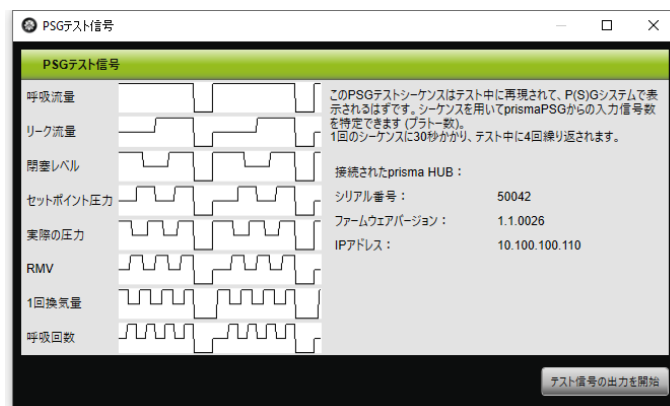 PSGテスト信号
PSGテスト信号
呼吸流量
リーク流量
閉塞レベル
セットポイント圧力
実際の圧力
RMV
1回換気量
呼吸回数
このPSGテストシーケンスはテスト中に再現されて、P(S)Gシステムで表
示されるはずです。シーケンスを用いてprismaPSGからの入力信号数
を特定できます (プラトー数)。
1回のシーケンスに30秒かかり、テスト中に4回繰り返されます。
接続されたprisma HUB：
シリアル番号： 50042
ファームウェアバージョン： 1.1.0026
IPアドレス： 10.100.100.110
テスト信号の出力を開始